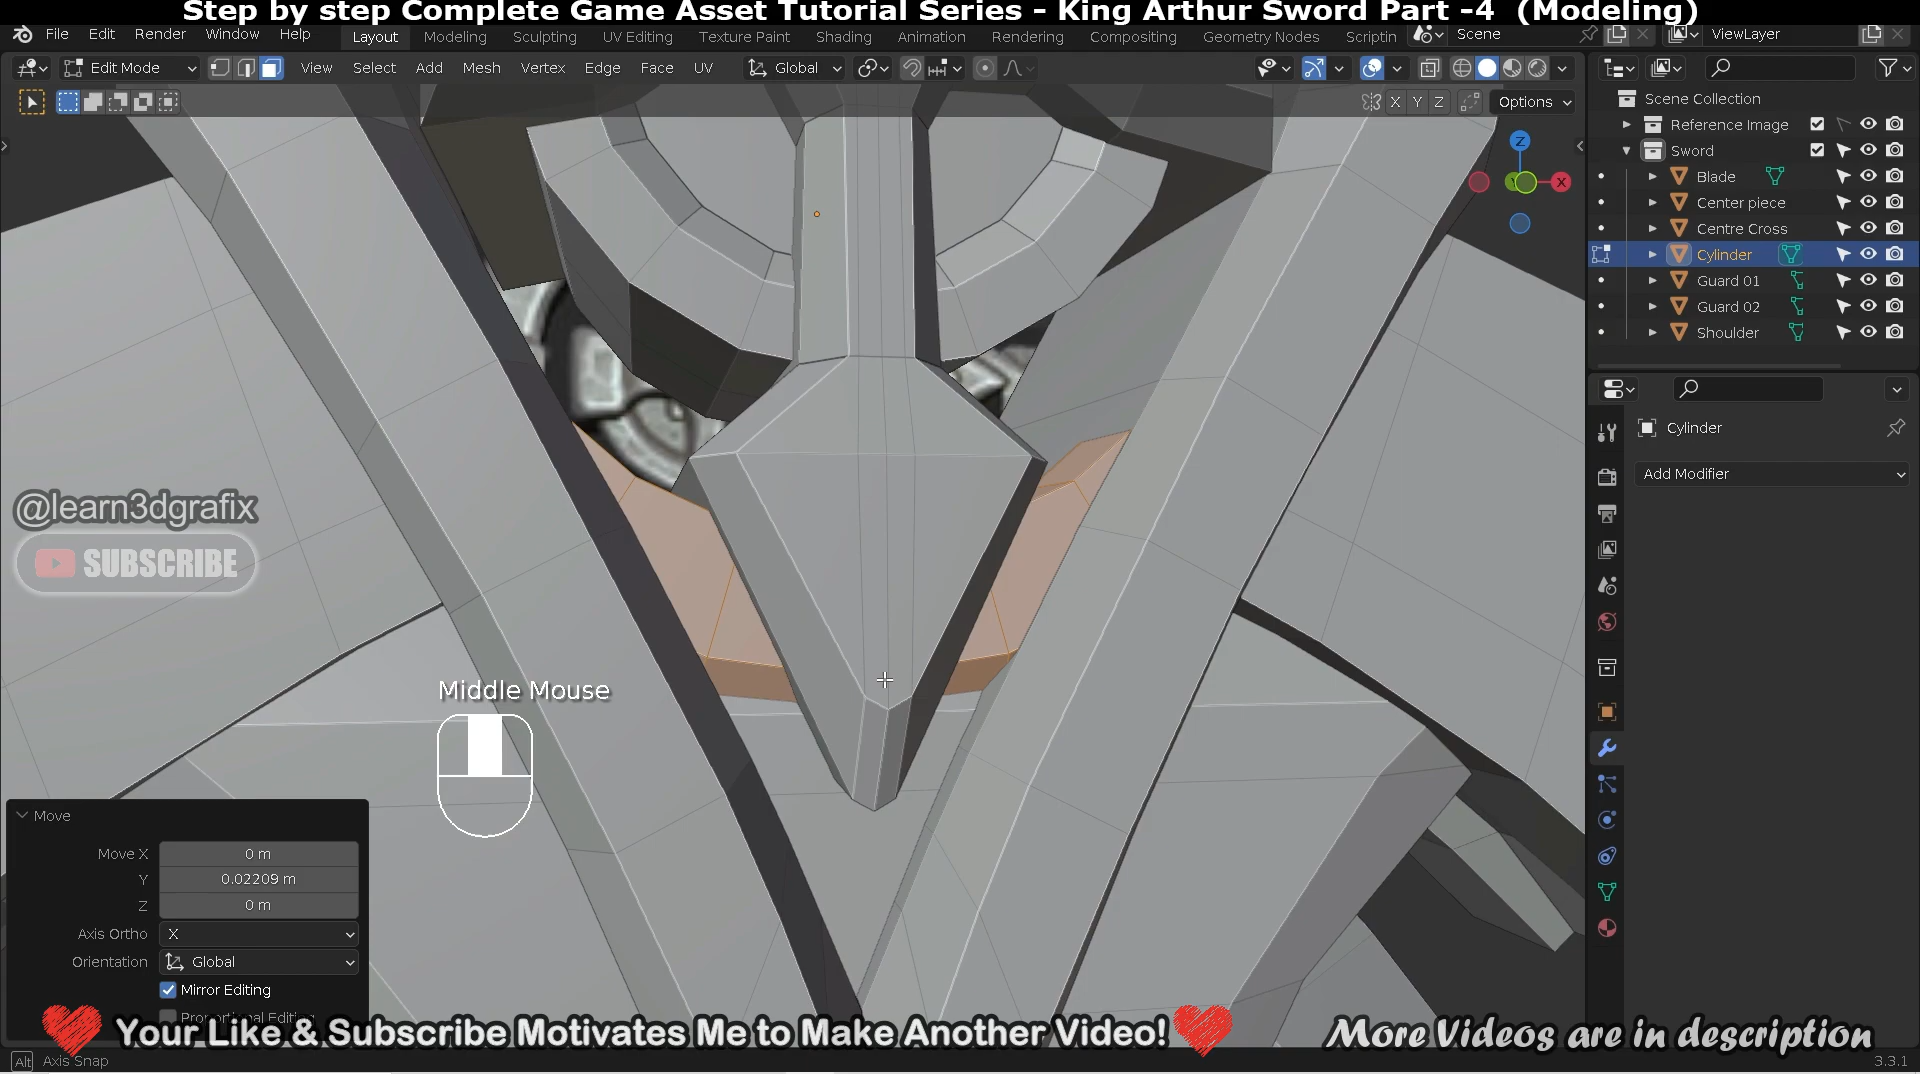 Step by step Complete Game Asset Tutorial Series - King Arthur Sword Part -4 (Modeling)
File Edit Render Window Help Layout Modeling Sculpting UV Editing Texture Paint Shading Animation Rendering Compositing Geometry Nodes Scriptin Scene ViewLayer
Edit Mode View Select Add Mesh Vertex Edge Face UV Global
X Y Z Options
Scene Collection
Reference Image
Sword
Blade
Center piece
Centre Cross
Cylinder
Guard 01
Guard 02
Shoulder
Z
X
Cylinder
Add Modifier
@learn3dgrafix
SUBSCRIBE
Middle Mouse
Move
Move X 0 m
Y 0.02209 m
Z 0 m
Axis Ortho X
Orientation Global
Mirror Editing
Proportional Editing
Your Like & Subscribe Motivates Me to Make Another Video! More Videos are in description
Alt Axis Snap 3.3.1